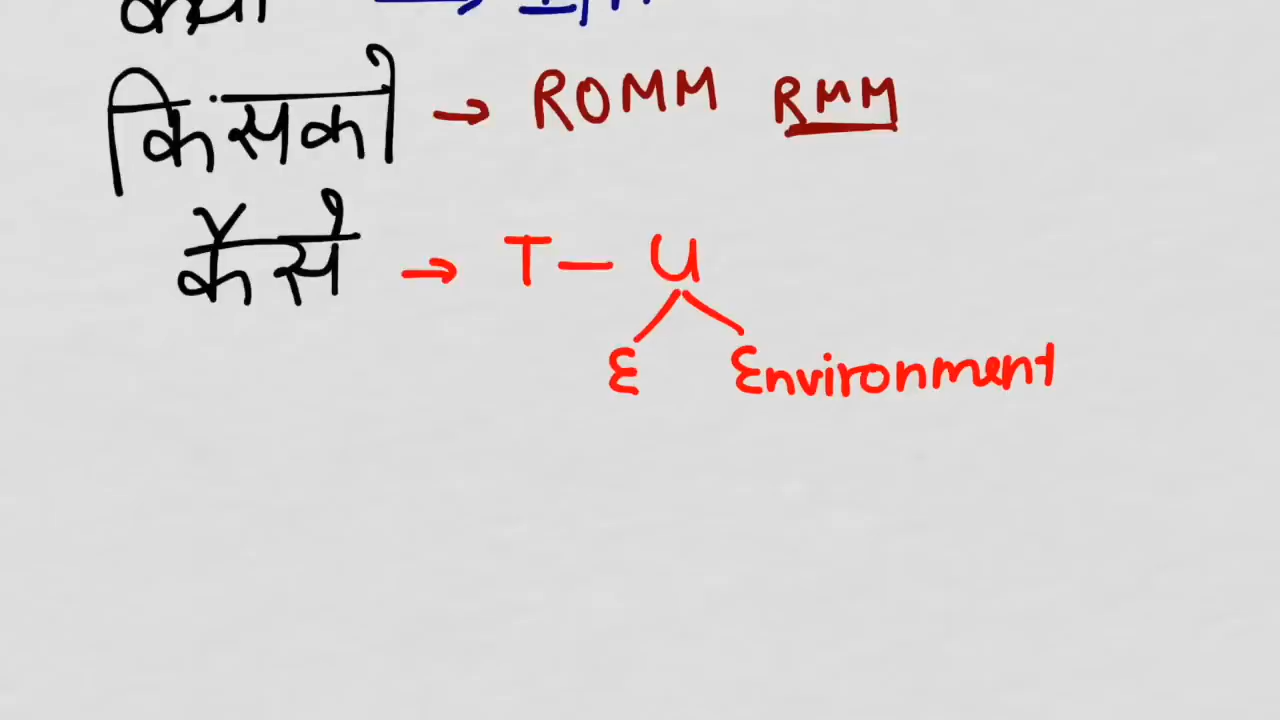 किसको → ROMM RMM
कैसे → T — U
E Environment